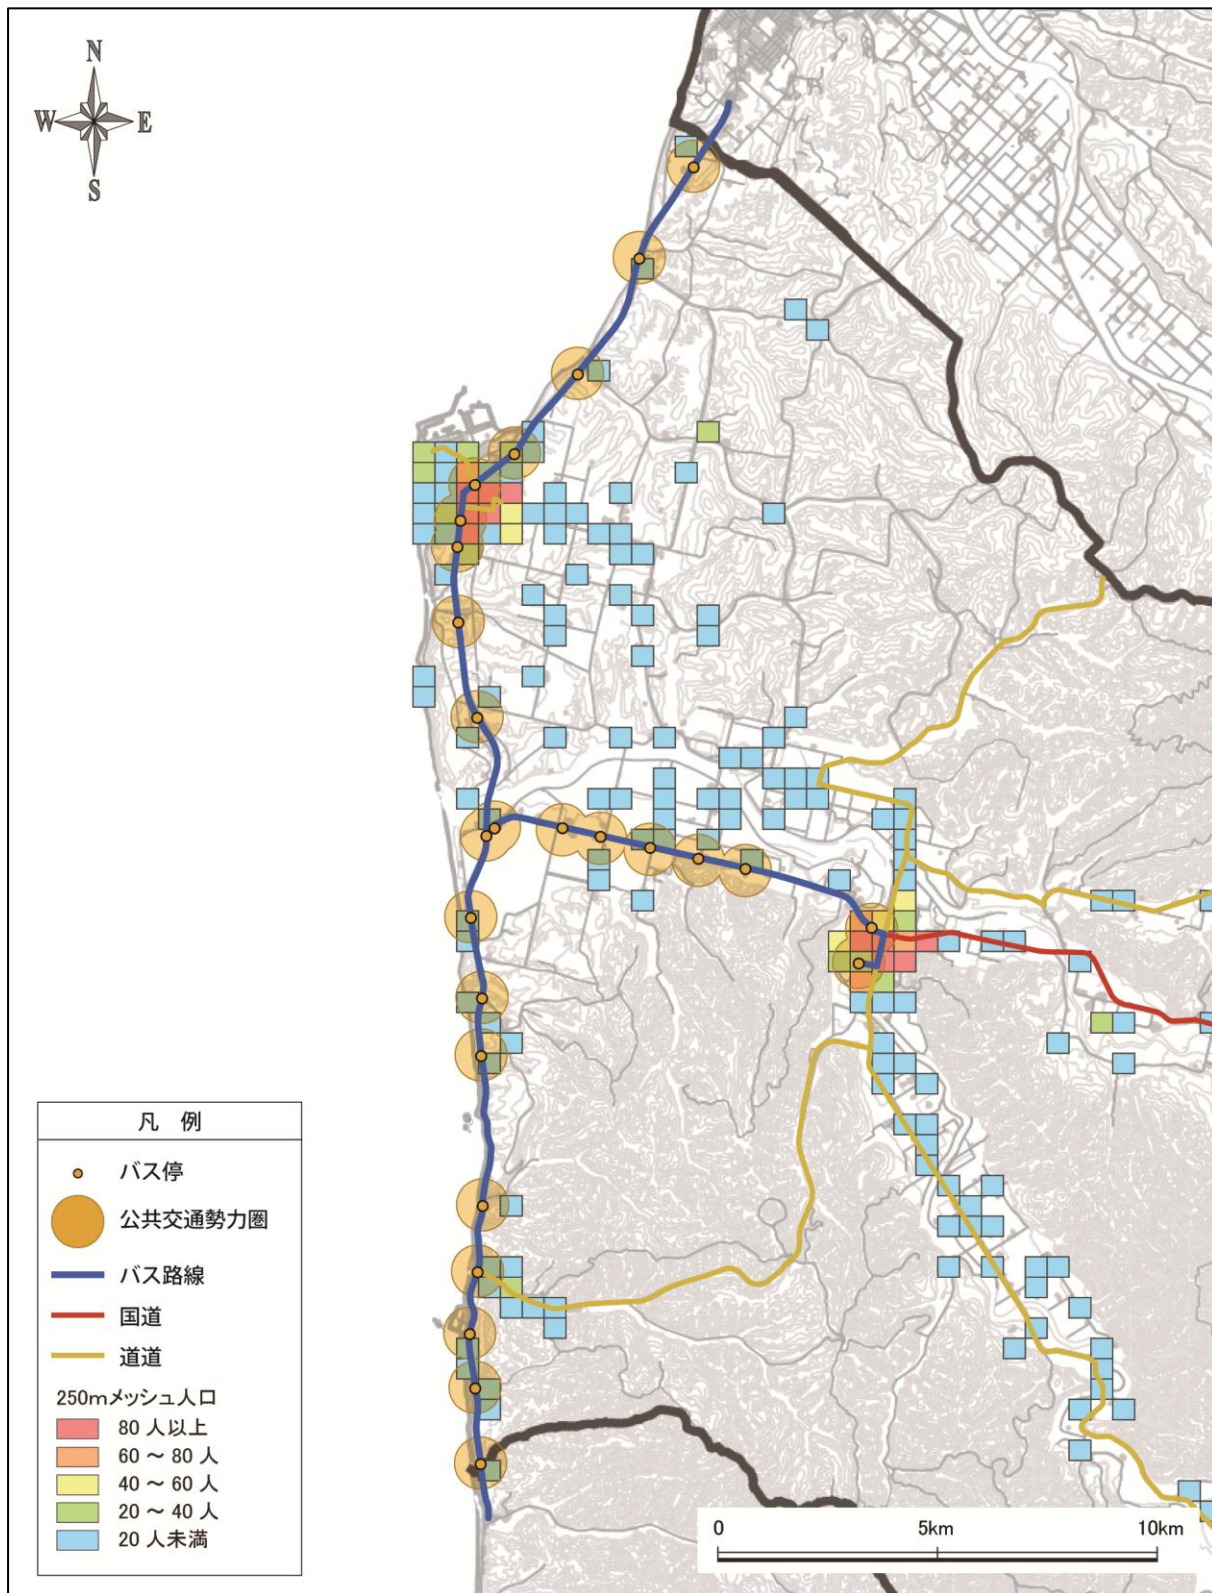 N
W E
S
凡 例
バス停
公共交通勢力圏
バス路線
国道
道道
250mメッシュ人口
80 人以上
60 ～ 80 人
40 ～ 60 人
20 ～ 40 人
20 人未満
0 5km 10km